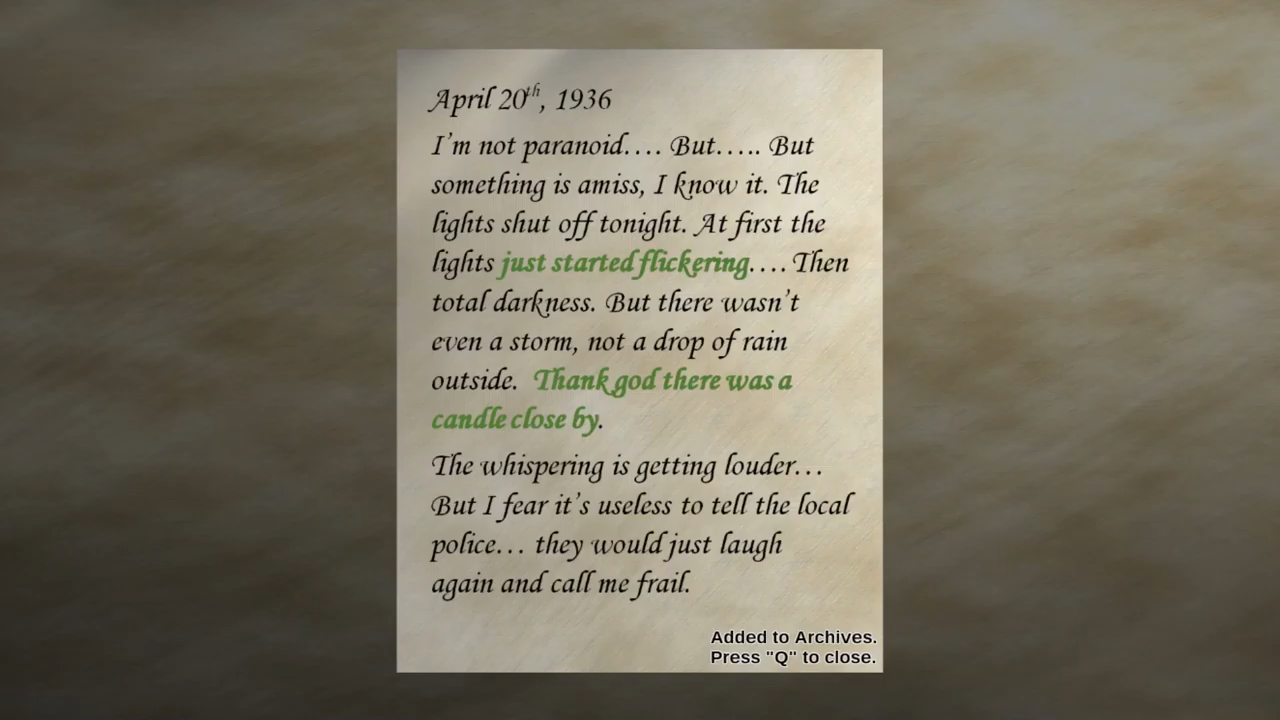 April 20th, 1936
I'm not paranoid.... But..... But
something is amiss, I know it. The
lights shut off tonight. At first the
lights just started flickering.... Then
total darkness. But there wasn't
even a storm, not a drop of rain
outside.  Thank god there was a
candle close by.
The whispering is getting louder...
But I fear it's useless to tell the local
police... they would just laugh
again and call me frail.
Added to Archives.
Press "Q" to close.